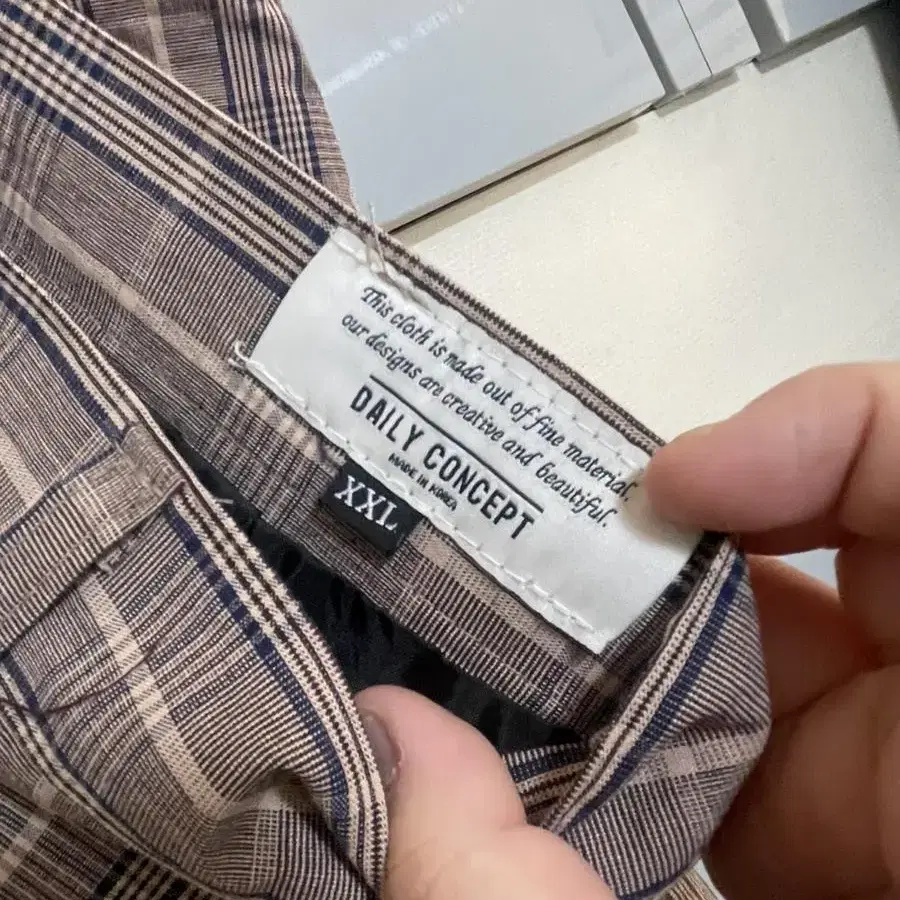 This cloth is made out of fine material,
our designs are creative and beautiful.
DAILY CONCEPT
MADE IN KOREA
XXL